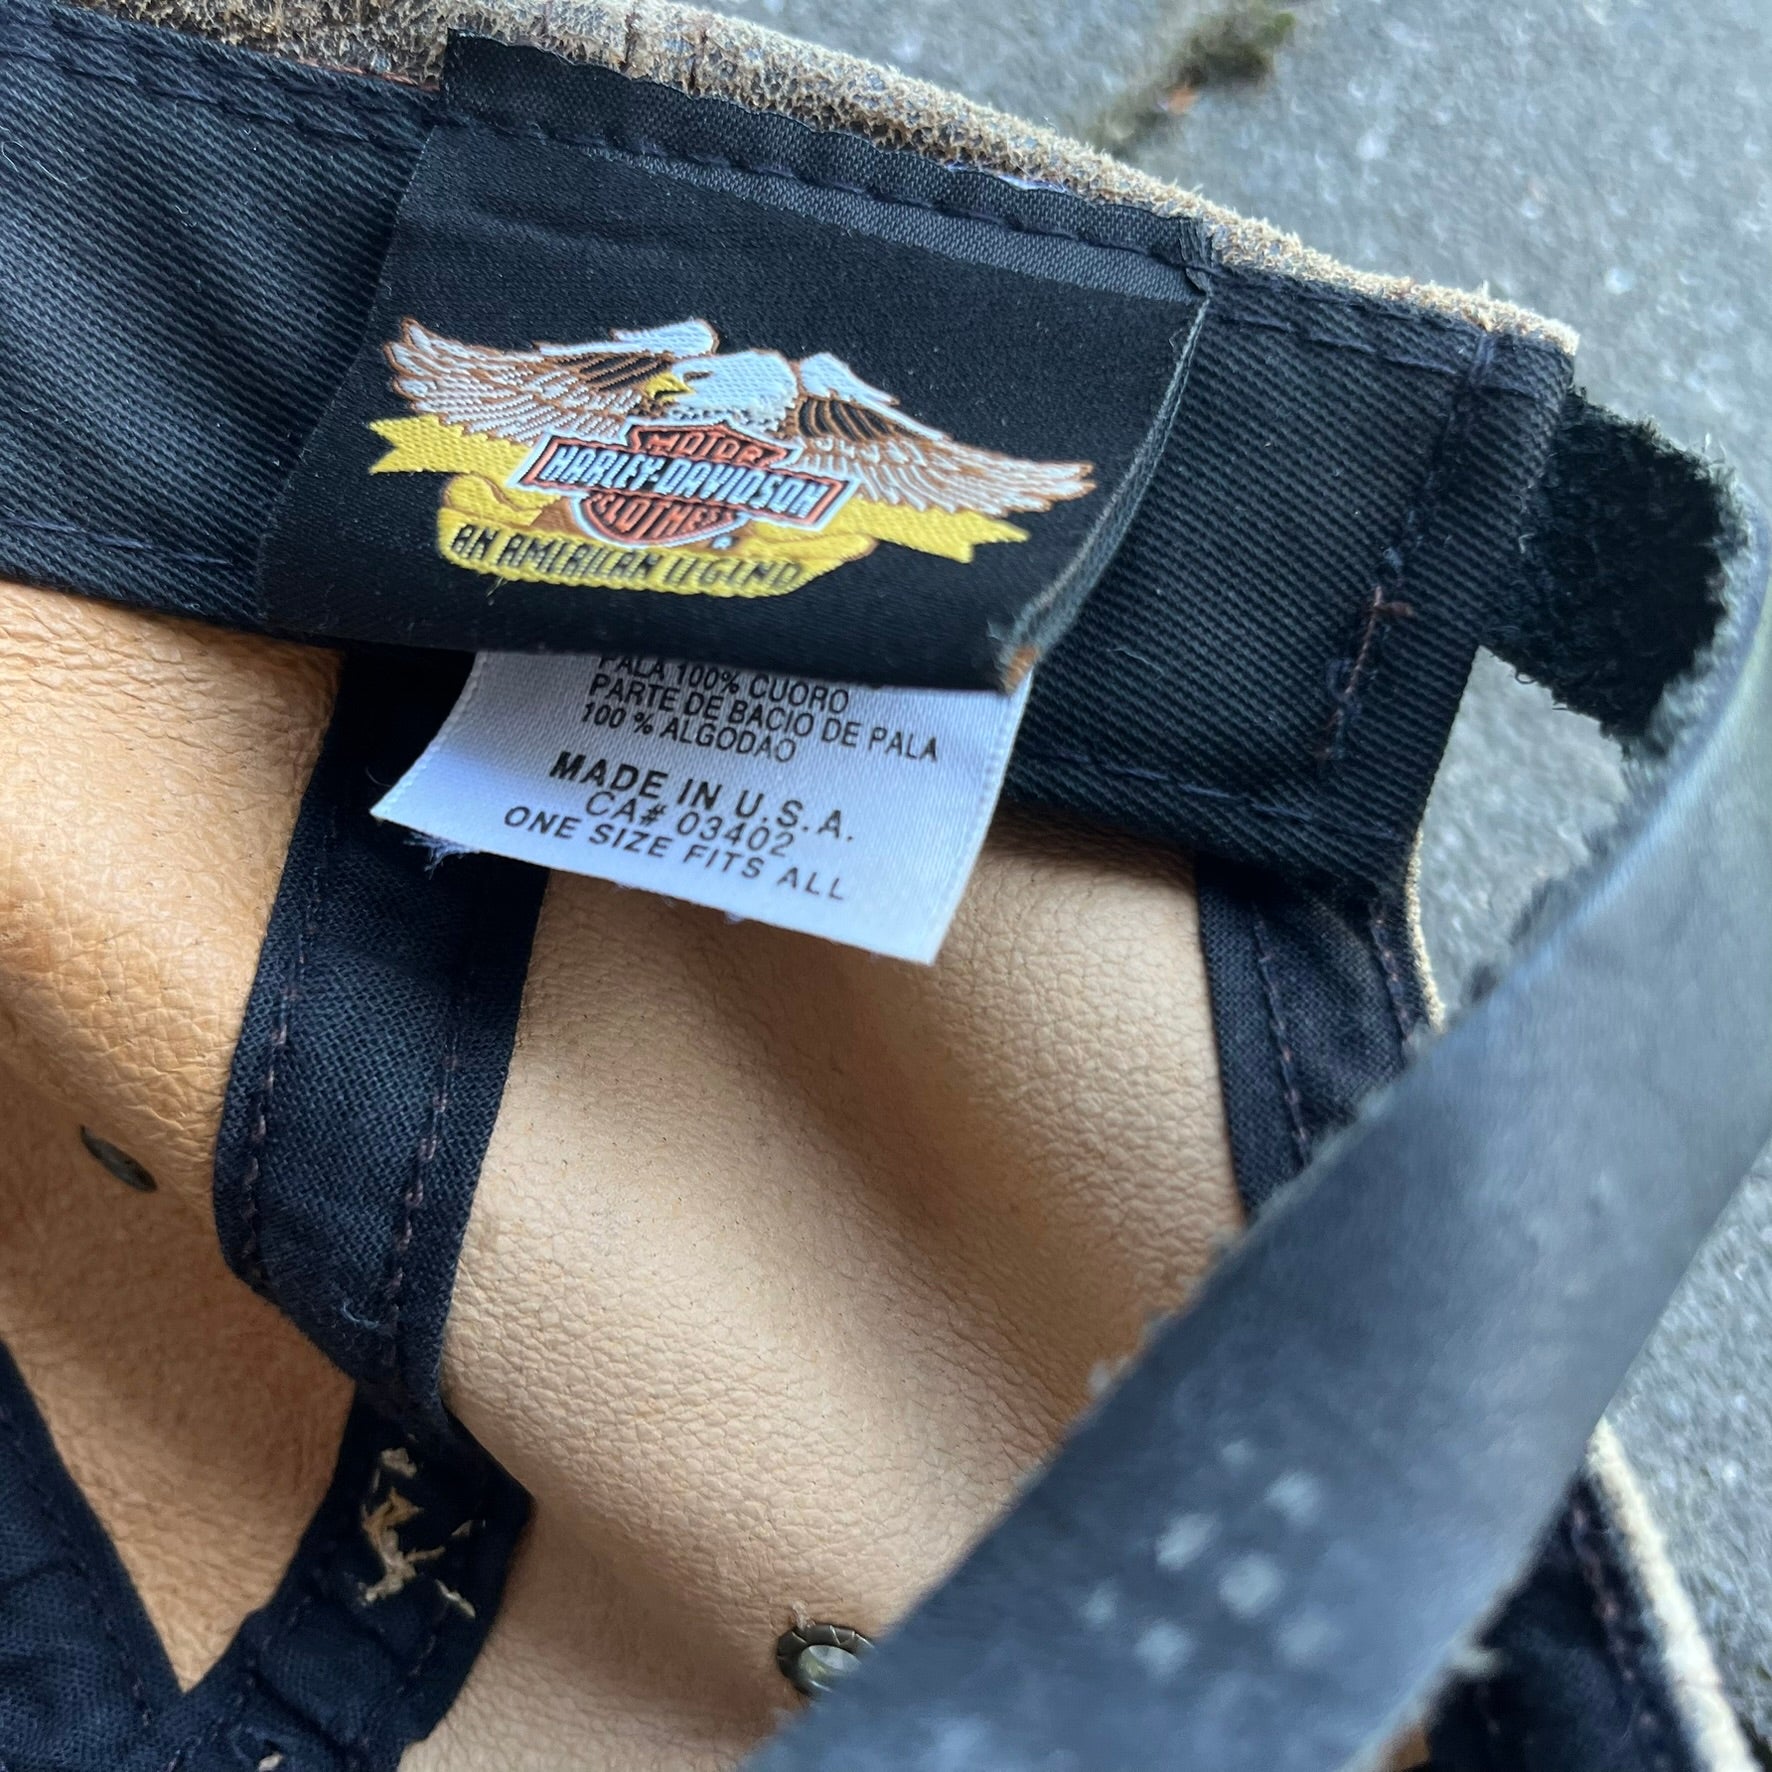 MOTOR
HARLEY-DAVIDSON
CLOTHES
®
AN AMERICAN LEGEND
PALA 100% CUORO
PARTE DE BACIO DE PALA
100 % ALGODAO
MADE IN U.S.A.
CA# 03402
ONE SIZE FITS ALL